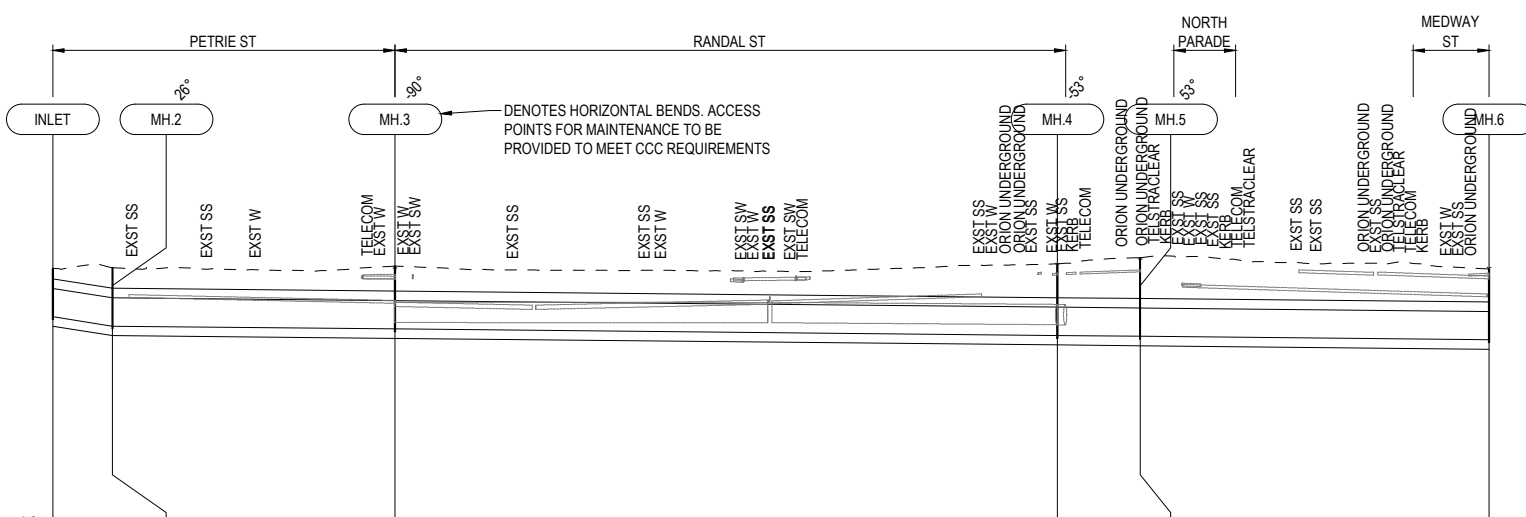 PETRIE ST
RANDAL ST
NORTH
PARADE
MEDWAY
ST
26°
-90°
-53°
53°
INLET
MH.2
MH.3
MH.4
MH.5
MH.6
DENOTES HORIZONTAL BENDS. ACCESS
POINTS FOR MAINTENANCE TO BE
PROVIDED TO MEET CCC REQUIREMENTS
EXST SS
EXST SS
EXST W
TELECOM
EXST W
EXST W
EXST SW
EXST SS
EXST SS
EXST W
EXST SW
EXST W
EXST SS
EXST SW
TELECOM
EXST SS
EXST W
ORION UNDERGROUND
ORION UNDERGROUND
EXST SS
EXST W
EXST SS
KERB
TELECOM
ORION UNDERGROUND
ORION UNDERGROUND
TELSTRACLEAR
KERB
EXST SS
EXST W
EXST SS
EXST SS
KERB
TELECOM
TELSTRACLEAR
EXST SS
EXST SS
ORION UNDERGROUND
EXST SS
ORION UNDERGROUND
TELSTRACLEAR
TELECOM
KERB
EXST W
EXST SS
ORION UNDERGROUND